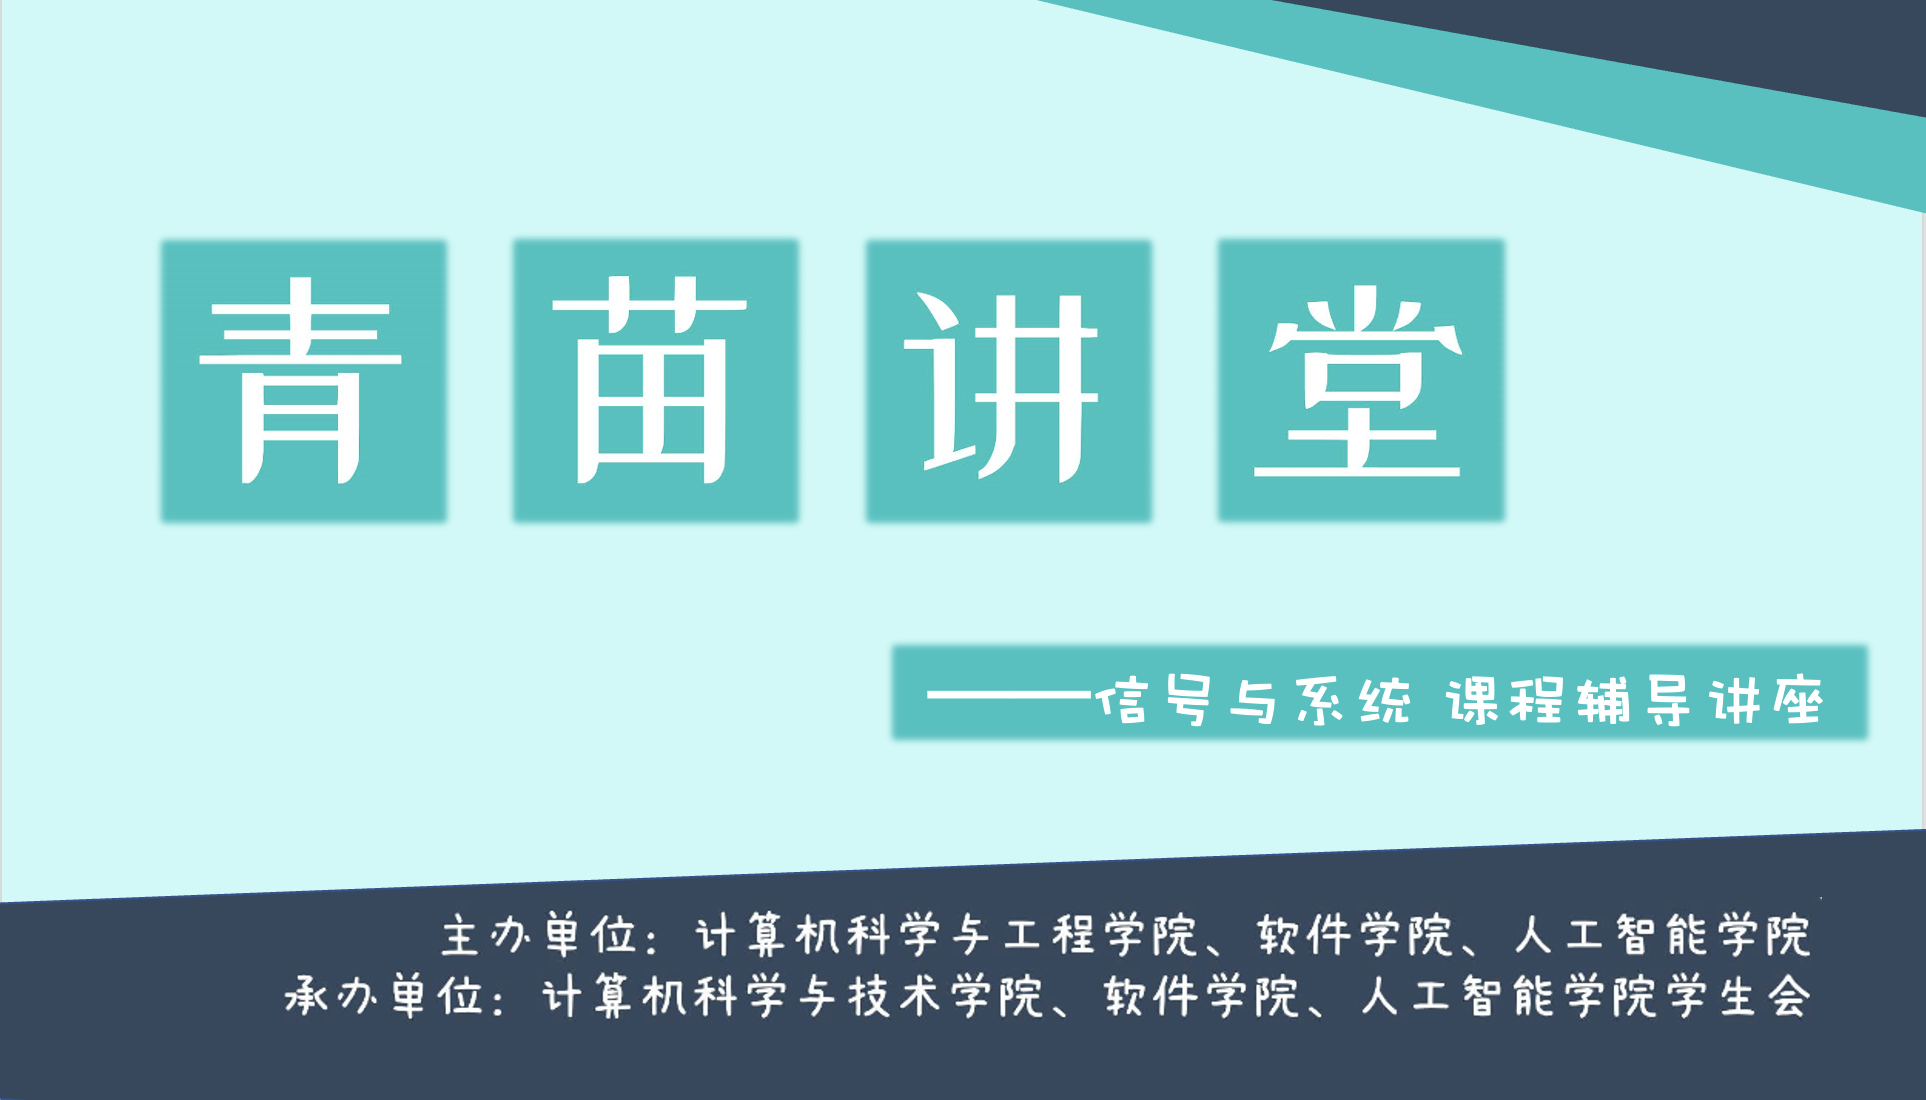 青苗讲堂
——信号与系统 课程辅导讲座
主办单位：计算机科学与工程学院、软件学院、人工智能学院
承办单位：计算机科学与技术学院、软件学院、人工智能学院学生会